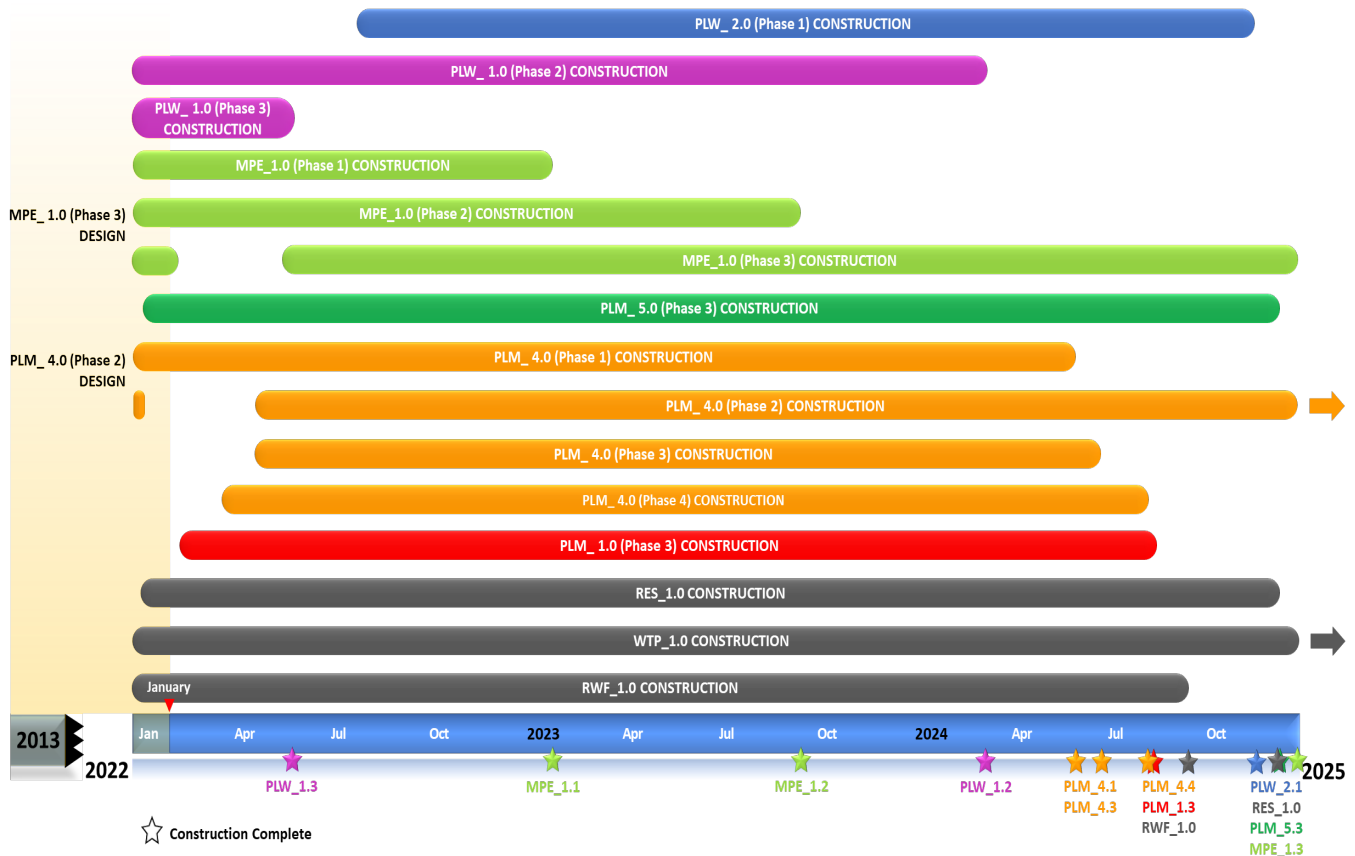 PLW_ 2.0 (Phase 1) CONSTRUCTION
PLW_ 1.0 (Phase 2) CONSTRUCTION
PLW_ 1.0 (Phase 3)
CONSTRUCTION
MPE_1.0 (Phase 1) CONSTRUCTION
MPE_ 1.0 (Phase 3)
DESIGN
MPE_1.0 (Phase 2) CONSTRUCTION
MPE_1.0 (Phase 3) CONSTRUCTION
PLM_ 5.0 (Phase 3) CONSTRUCTION
PLM_ 4.0 (Phase 2)
DESIGN
PLM_ 4.0 (Phase 1) CONSTRUCTION
PLM_ 4.0 (Phase 2) CONSTRUCTION
PLM_ 4.0 (Phase 3) CONSTRUCTION
PLM_ 4.0 (Phase 4) CONSTRUCTION
PLM_ 1.0 (Phase 3) CONSTRUCTION
RES_1.0 CONSTRUCTION
WTP_1.0 CONSTRUCTION
January
RWF_1.0 CONSTRUCTION
2013
Jan Apr Jul Oct 2023 Apr Jul Oct 2024 Apr Jul Oct
2022
2025
PLW_1.3 MPE_1.1 MPE_1.2 PLW_1.2 PLM_4.1 PLM_4.4 PLW_2.1
PLM_4.3 PLM_1.3 RES_1.0
RWF_1.0 PLM_5.3
MPE_1.3
Construction Complete